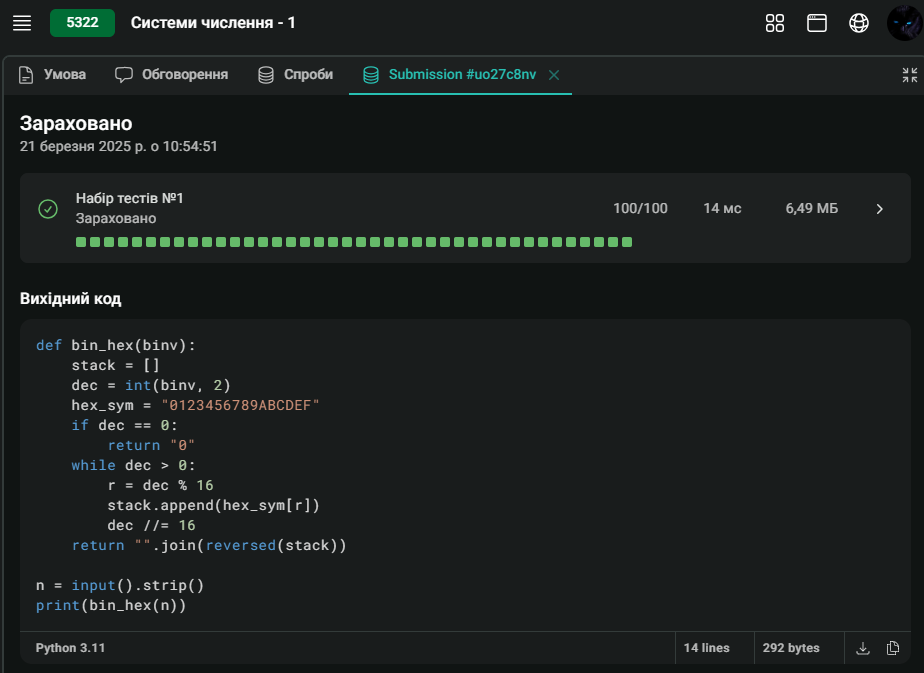 5322 Системи числення - 1
Умова Обговорення Спроби Submission #uo27c8nv
Зараховано
21 березня 2025 р. о 10:54:51
Набір тестів №1
Зараховано
100/100 14 мс 6,49 МБ
Вихідний код
def bin_hex(binv):
    stack = []
    dec = int(binv, 2)
    hex_sym = "0123456789ABCDEF"
    if dec == 0:
        return "0"
    while dec > 0:
        r = dec % 16
        stack.append(hex_sym[r])
        dec //= 16
    return "".join(reversed(stack))

n = input().strip()
print(bin_hex(n))
Python 3.11 14 lines 292 bytes